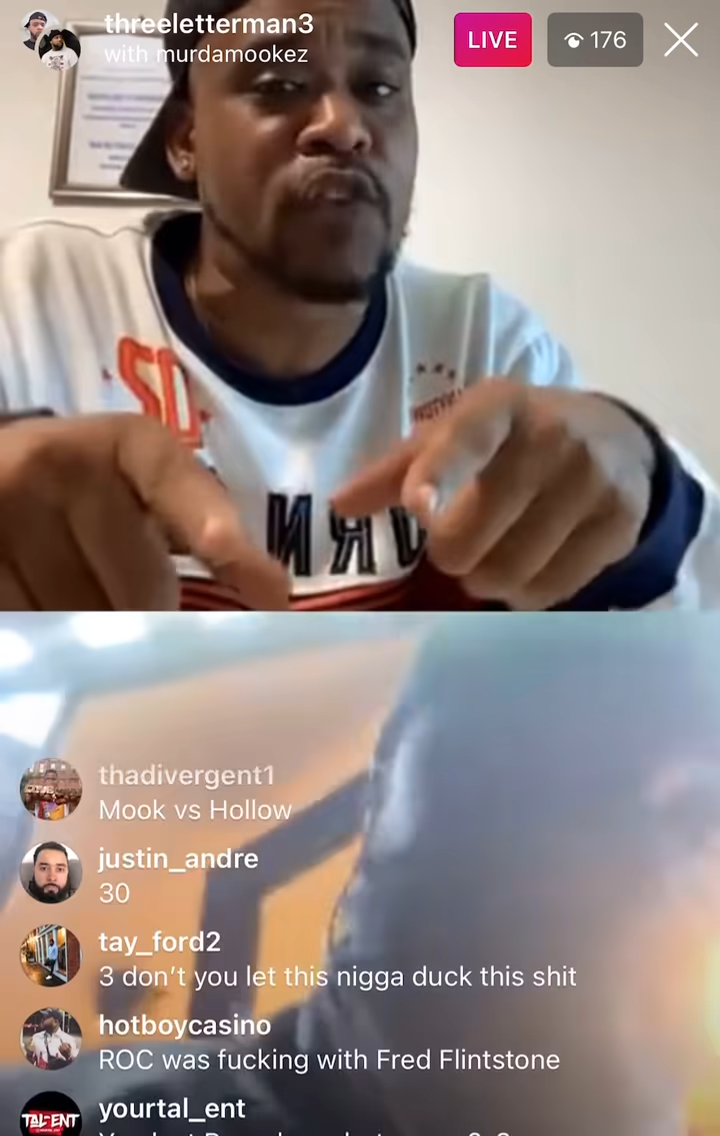 threeletterman3
with murdamookez
LIVE
176
thadivergent1
Mook vs Hollow
justin_andre
30
tay_ford2
3 don’t you let this nigga duck this shit
hotboycasino
ROC was fucking with Fred Flintstone
TALENT
yourtal_ent